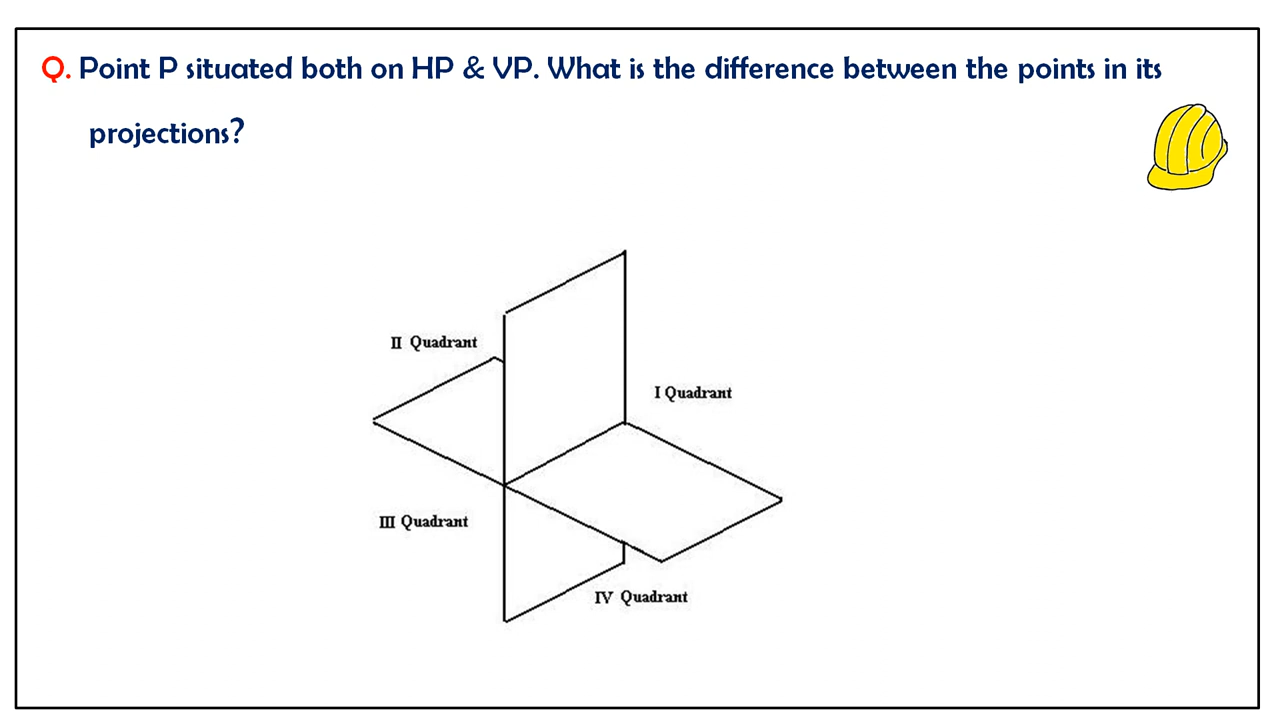 Q. Point P situated both on HP & VP. What is the difference between the points in its
projections?
II Quadrant
I Quadrant
III Quadrant
IV Quadrant